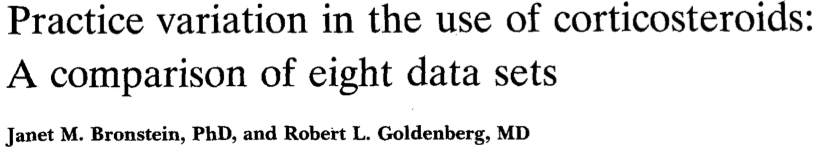 Practice variation in the use of corticosteroids:
A comparison of eight data sets
Janet M. Bronstein, PhD, and Robert L. Goldenberg, MD